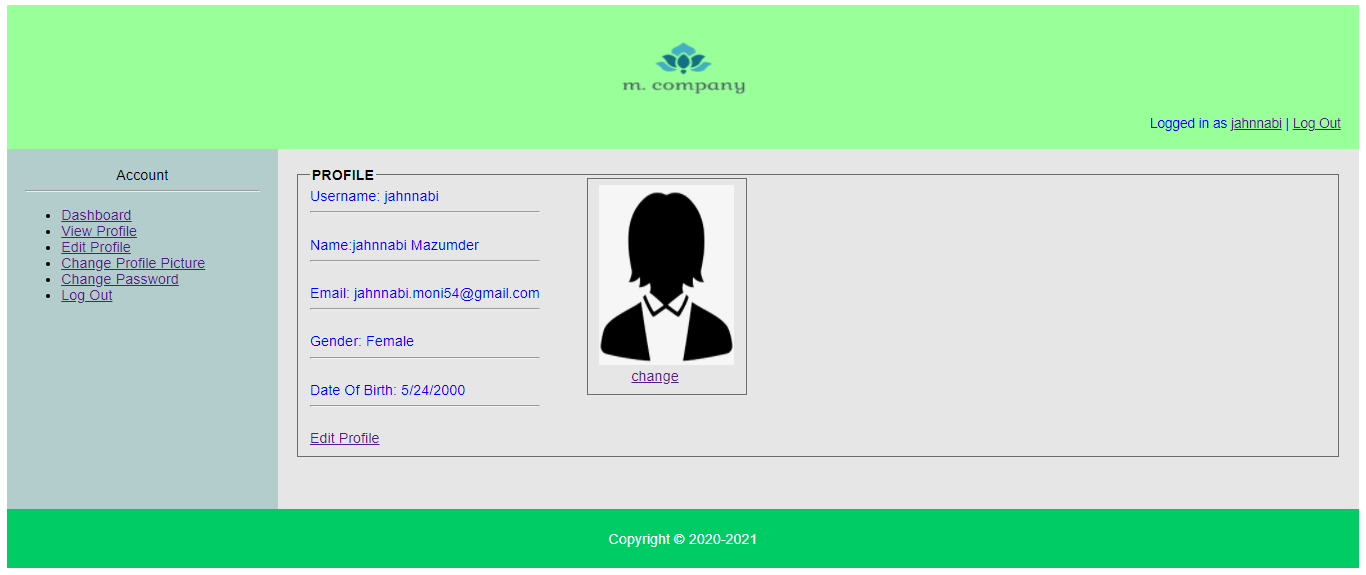 m. company
Logged in as jahnnabi | Log Out
Account
Dashboard
View Profile
Edit Profile
Change Profile Picture
Change Password
Log Out
PROFILE
Username: jahnnabi
Name:jahnnabi Mazumder
Email: jahnnabi.moni54@gmail.com
Gender: Female
Date Of Birth: 5/24/2000
Edit Profile
change
Copyright © 2020-2021